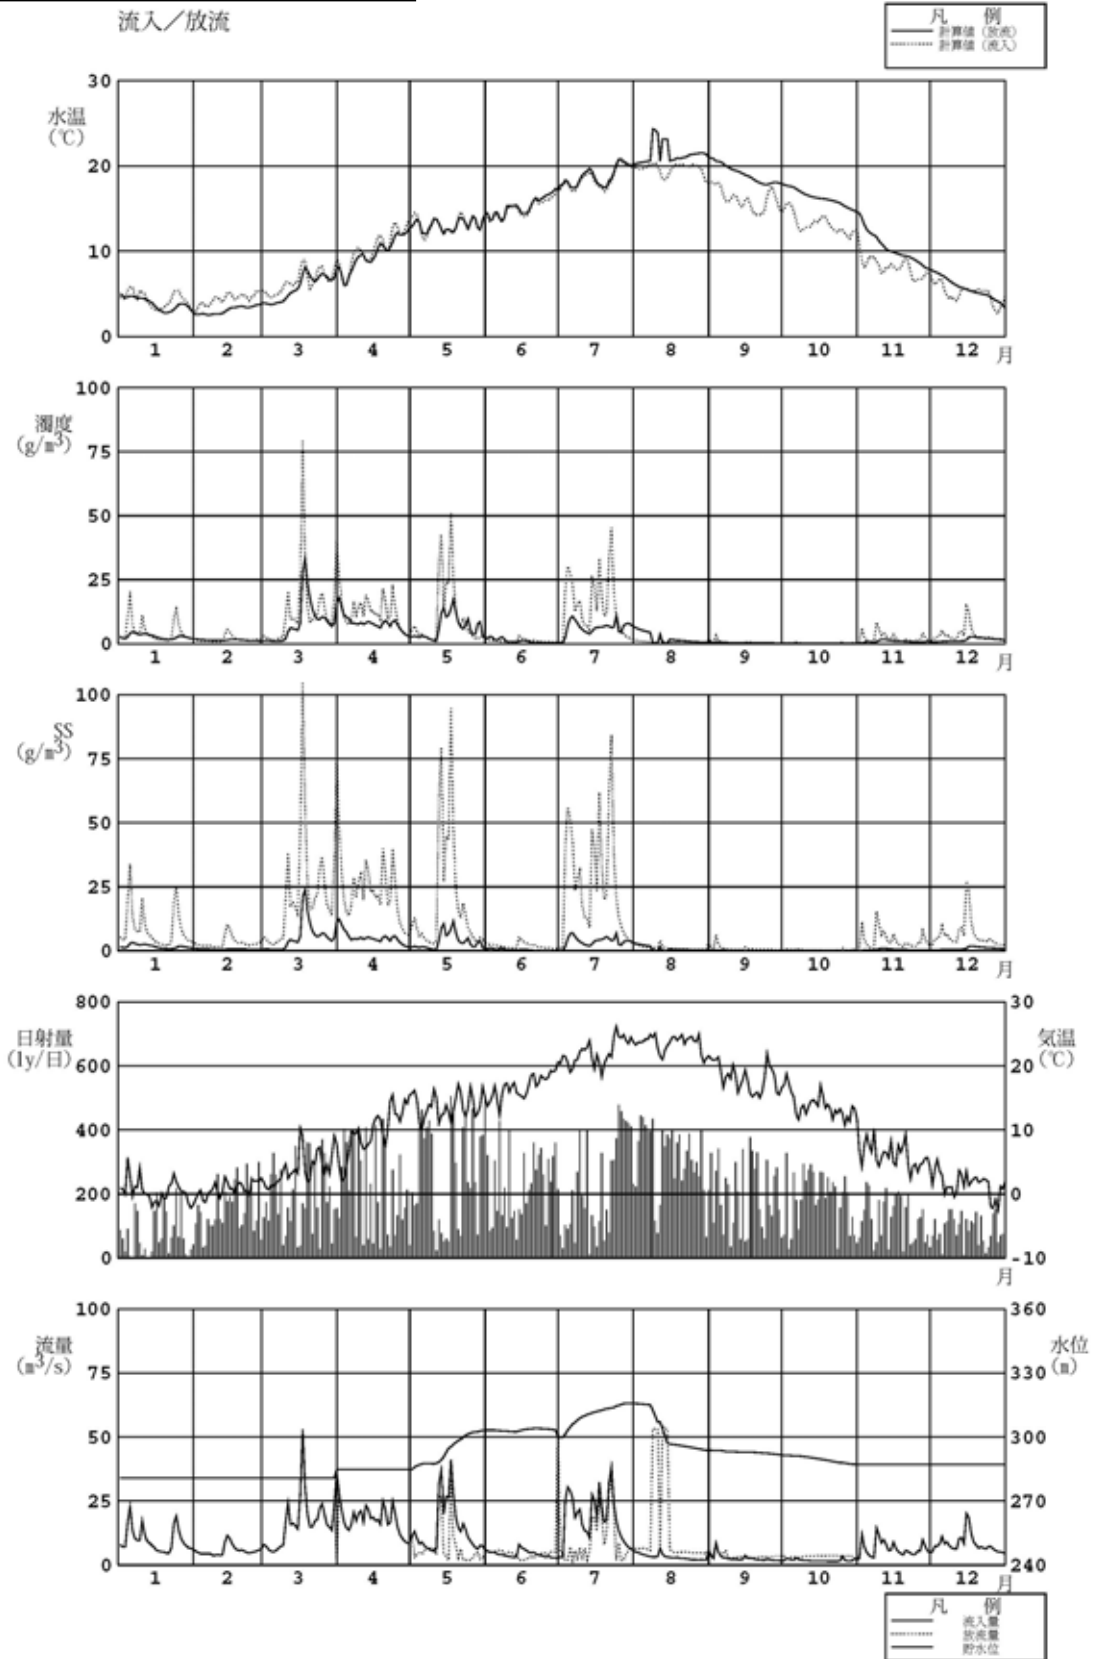 流入／放流
凡 例
計算値（放流）
計算値（流入）
水温
(℃)
30
20
10
0
1 2 3 4 5 6 7 8 9 10 11 12 月
濁度
(g/m3)
100
75
50
25
0
1 2 3 4 5 6 7 8 9 10 11 12 月
SS
(g/m3)
100
75
50
25
0
1 2 3 4 5 6 7 8 9 10 11 12 月
日射量
(ly/日)
800
600
400
200
0
気温
(℃)
30
20
10
0
-10
月
流量
(m3/s)
100
75
50
25
0
水位
(m)
360
330
300
270
240
1 2 3 4 5 6 7 8 9 10 11 12 月
凡 例
流入量
放流量
貯水位